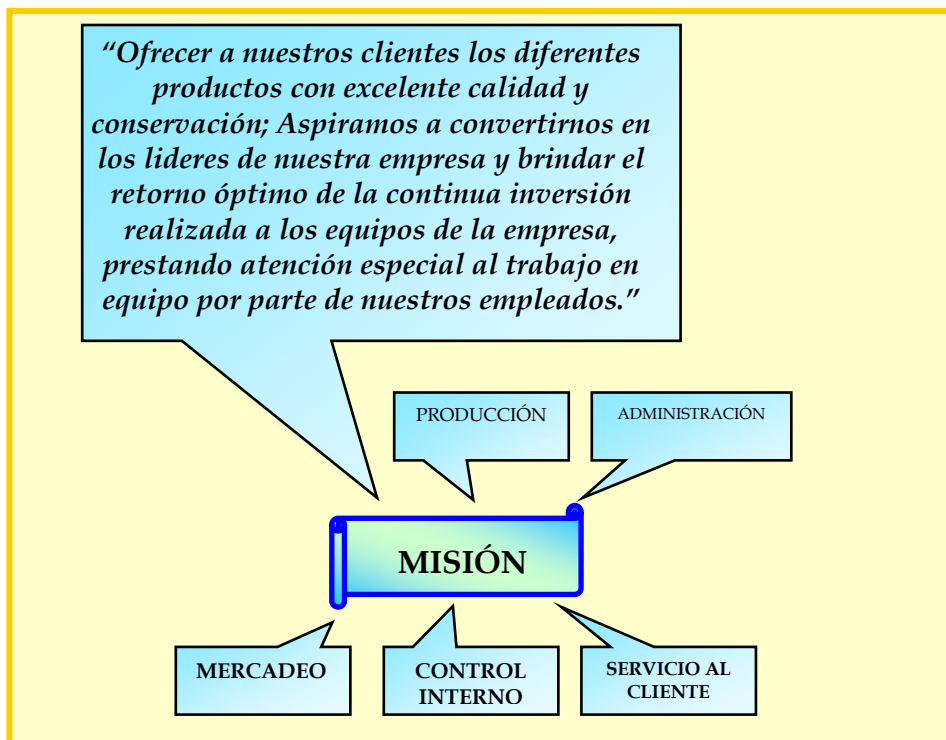 “Ofrecer a nuestros clientes los diferentes
productos con excelente calidad y
conservación; Aspiramos a convertirnos en
los lideres de nuestra empresa y brindar el
retorno óptimo de la continua inversión
realizada a los equipos de la empresa,
prestando atención especial al trabajo en
equipo por parte de nuestros empleados.”
PRODUCCIÓN
ADMINISTRACIÓN
MISIÓN
MERCADEO
CONTROL
INTERNO
SERVICIO AL
CLIENTE